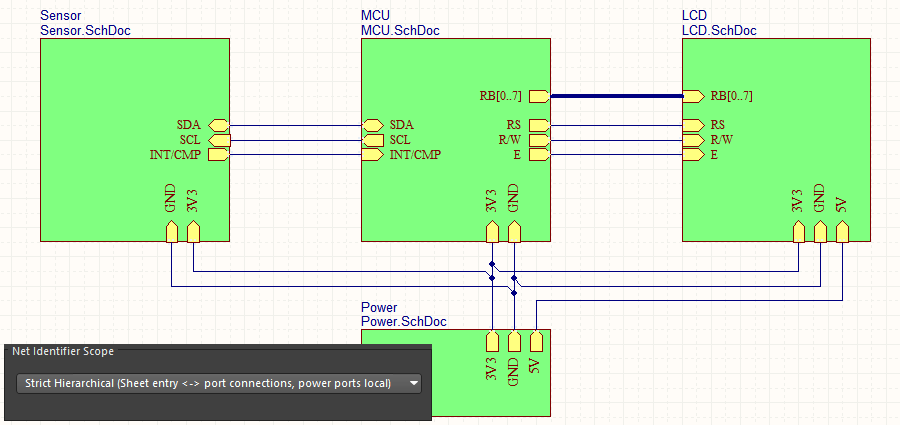 Sensor
Sensor.SchDoc
MCU
MCU.SchDoc
LCD
LCD.SchDoc
SDA
SCL
INT/CMP
GND
3V3
RB[0..7]
SDA
SCL
INT/CMP
RS
R/W
E
3V3
GND
RB[0..7]
RS
R/W
E
3V3
GND
5V
Power
Power.SchDoc
3V3
GND
5V
Net Identifier Scope
Strict Hierarchical (Sheet entry <-> port connections, power ports local)